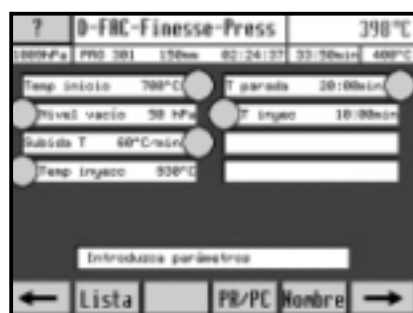 ? D-FAC-Finesse-Press 398°C
1009hPa PRG 301 150mm 02:24:37 33:50min 400°C
Temp inicio 700°C T parada 20:00min
Nivel vacío 50 hPa T inyec 10:00min
Subida T 60°C/min
Temp inyecc 930°C
Introduzca parámetros
← Lista PR/PC Nombre →